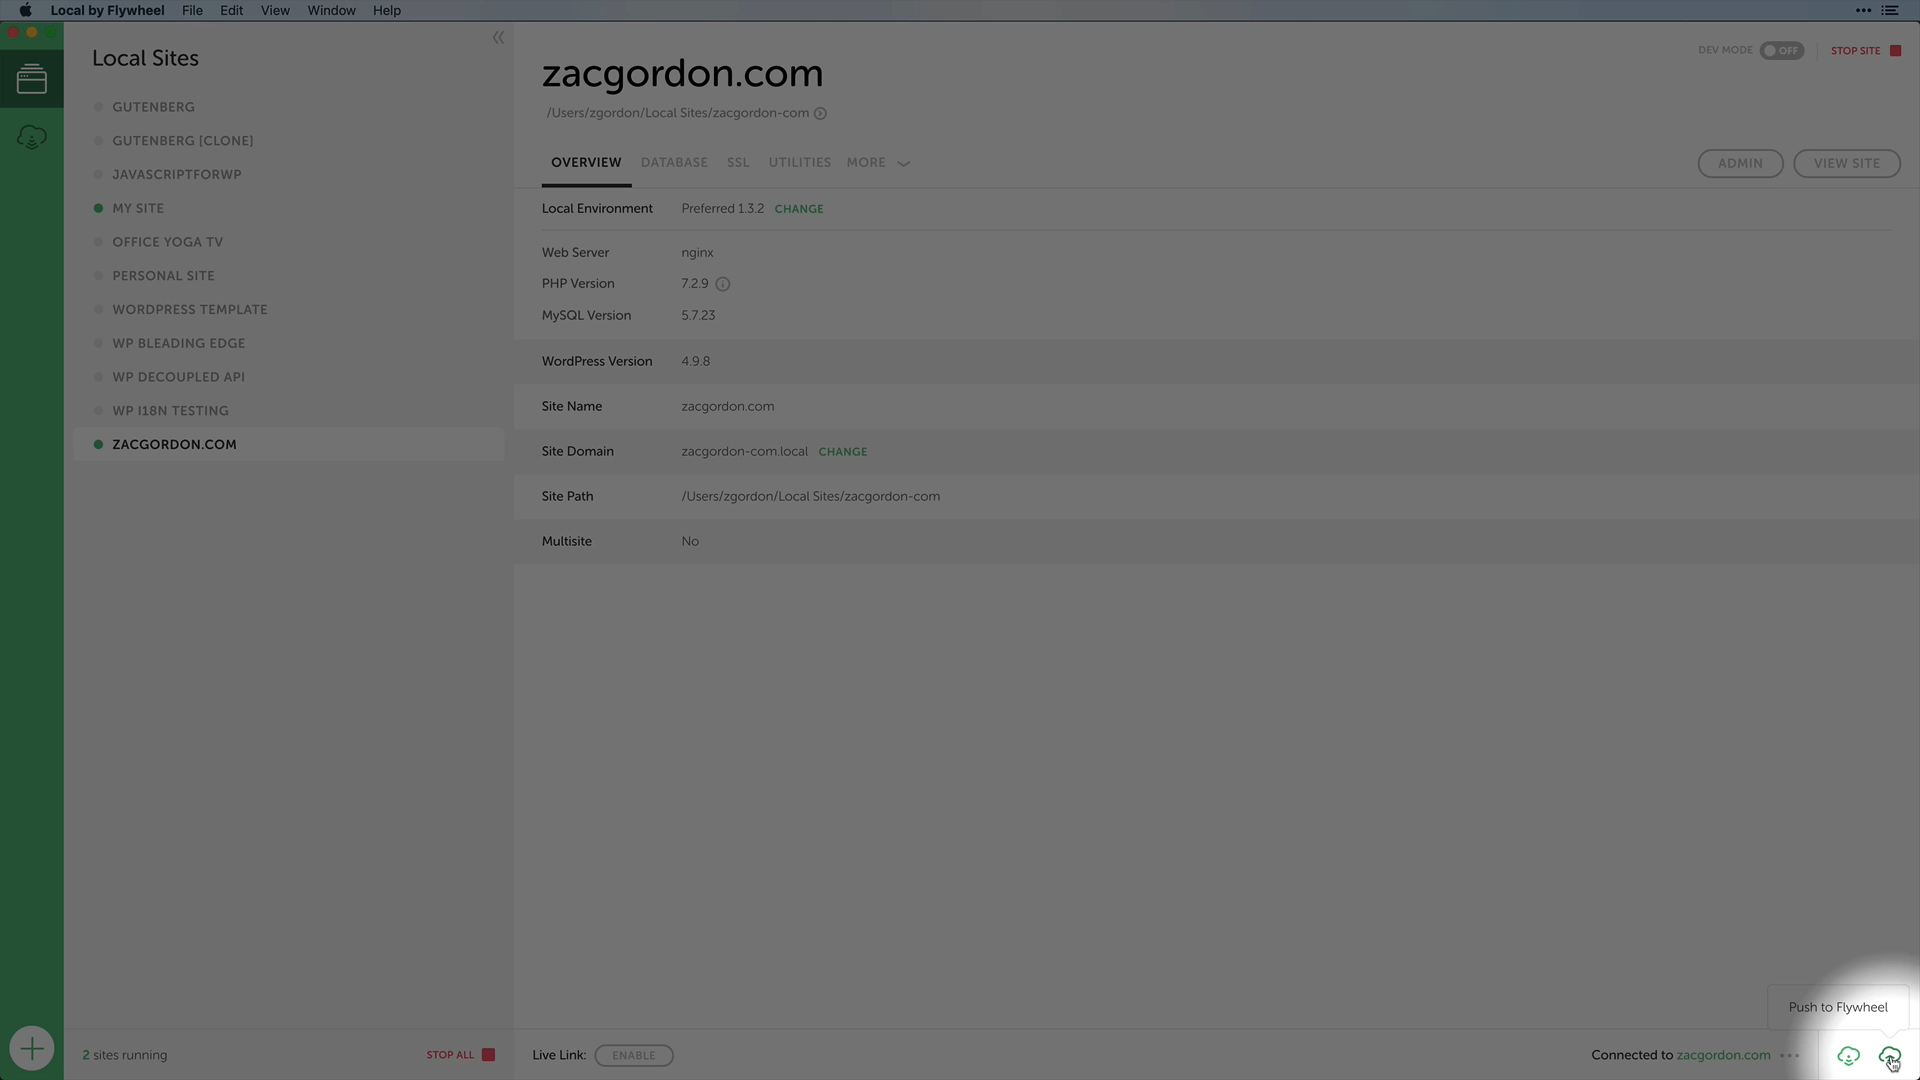 Local by Flywheel File Edit View Window Help
Local Sites
GUTENBERG
GUTENBERG [CLONE]
JAVASCRIPTFORWP
MY SITE
OFFICE YOGA TV
PERSONAL SITE
WORDPRESS TEMPLATE
WP BLEADING EDGE
WP DECOUPLED API
WP I18N TESTING
ZACGORDON.COM
2 sites running STOP ALL
DEV MODE OFF STOP SITE
zacgordon.com
/Users/zgordon/Local Sites/zacgordon-com
OVERVIEW DATABASE SSL UTILITIES MORE ADMIN VIEW SITE
Local Environment Preferred 1.3.2 CHANGE
Web Server nginx
PHP Version 7.2.9
MySQL Version 5.7.23
WordPress Version 4.9.8
Site Name zacgordon.com
Site Domain zacgordon-com.local CHANGE
Site Path /Users/zgordon/Local Sites/zacgordon-com
Multisite No
Push to Flywheel
Live Link: ENABLE Connected to zacgordon.com